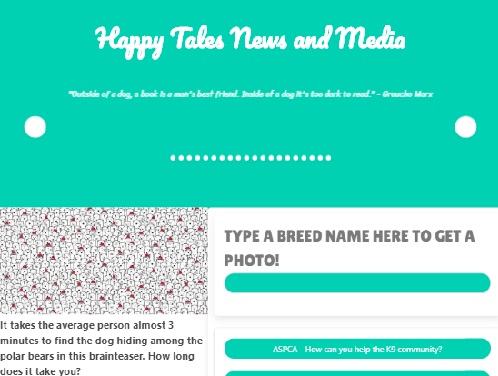 Happy Tales News and Media
"Outside of a dog, a book is a man's best friend. Inside of a dog it's too dark to read." - Groucho Marx
TYPE A BREED NAME HERE TO GET A
PHOTO!
It takes the average person almost 3
minutes to find the dog hiding among the
polar bears in this brainteaser. How long
does it take you?
ASPCA - How can you help the K9 community?